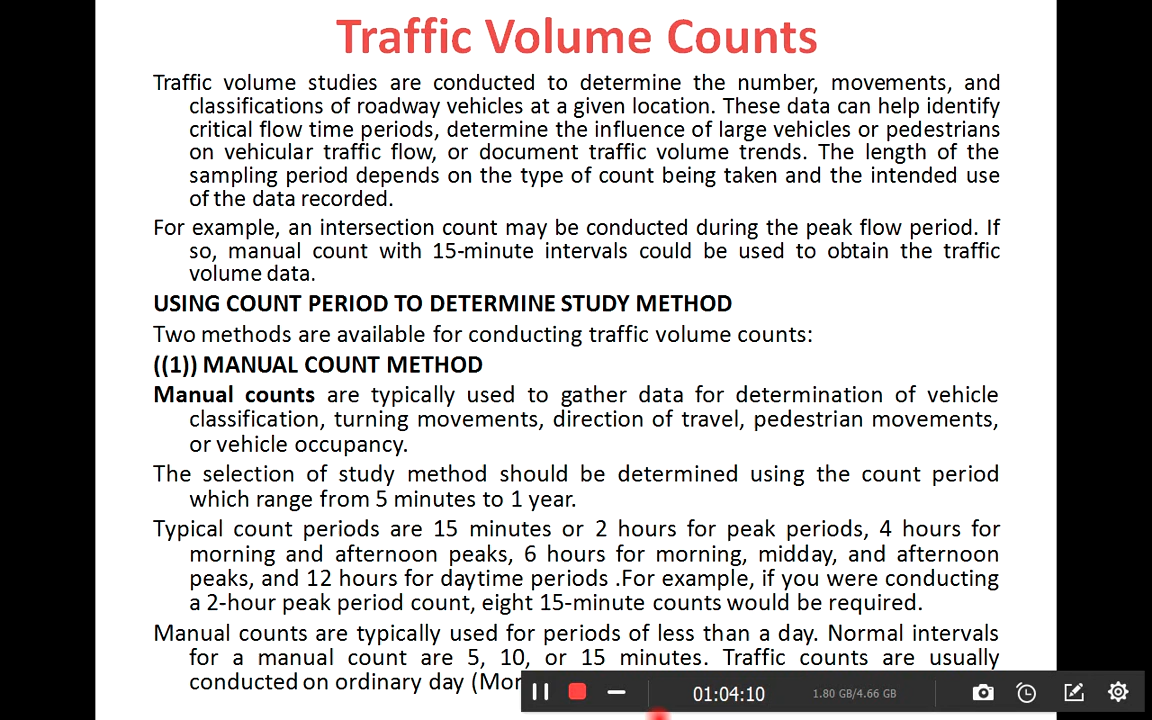 Traffic Volume Counts
Traffic volume studies are conducted to determine the number, movements, and
classifications of roadway vehicles at a given location. These data can help identify
critical flow time periods, determine the influence of large vehicles or pedestrians
on vehicular traffic flow, or document traffic volume trends. The length of the
sampling period depends on the type of count being taken and the intended use
of the data recorded.
For example, an intersection count may be conducted during the peak flow period. If
so, manual count with 15-minute intervals could be used to obtain the traffic
volume data.
USING COUNT PERIOD TO DETERMINE STUDY METHOD
Two methods are available for conducting traffic volume counts:
((1)) MANUAL COUNT METHOD
Manual counts are typically used to gather data for determination of vehicle
classification, turning movements, direction of travel, pedestrian movements,
or vehicle occupancy.
The selection of study method should be determined using the count period
which range from 5 minutes to 1 year.
Typical count periods are 15 minutes or 2 hours for peak periods, 4 hours for
morning and afternoon peaks, 6 hours for morning, midday, and afternoon
peaks, and 12 hours for daytime periods .For example, if you were conducting
a 2-hour peak period count, eight 15-minute counts would be required.
Manual counts are typically used for periods of less than a day. Normal intervals
for a manual count are 5, 10, or 15 minutes. Traffic counts are usually
conducted on ordinary day (Mon
01:04:10
1.80 GB/4.66 GB